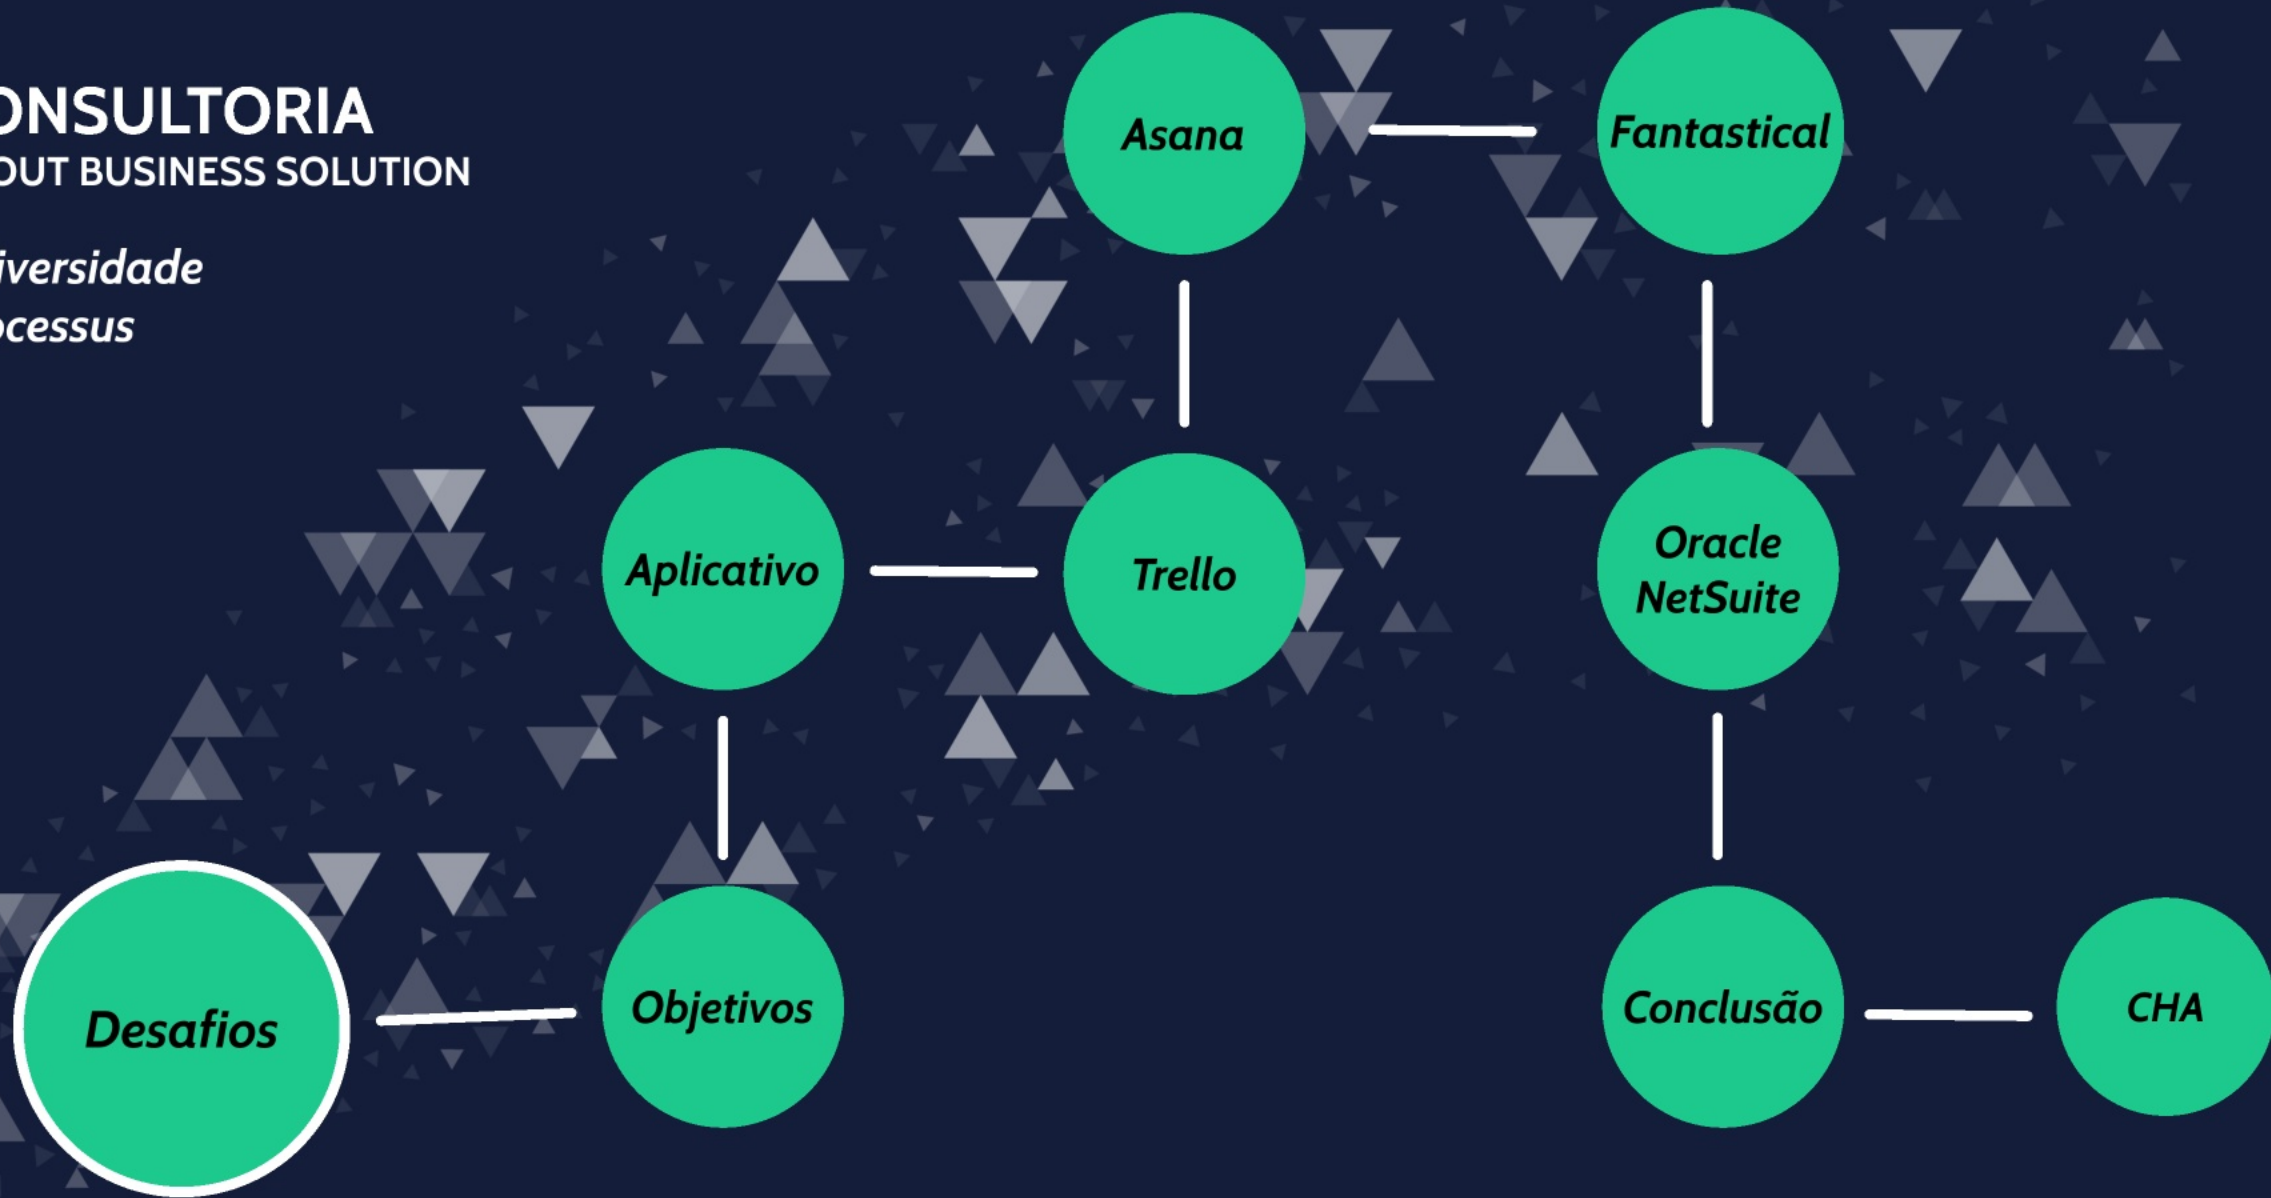 ONSULTORIA
OUT BUSINESS SOLUTION
iversidade
ocessus
Asana
Fantastical
Aplicativo
Trello
Oracle
NetSuite
Desafios
Objetivos
Conclusão
CHA